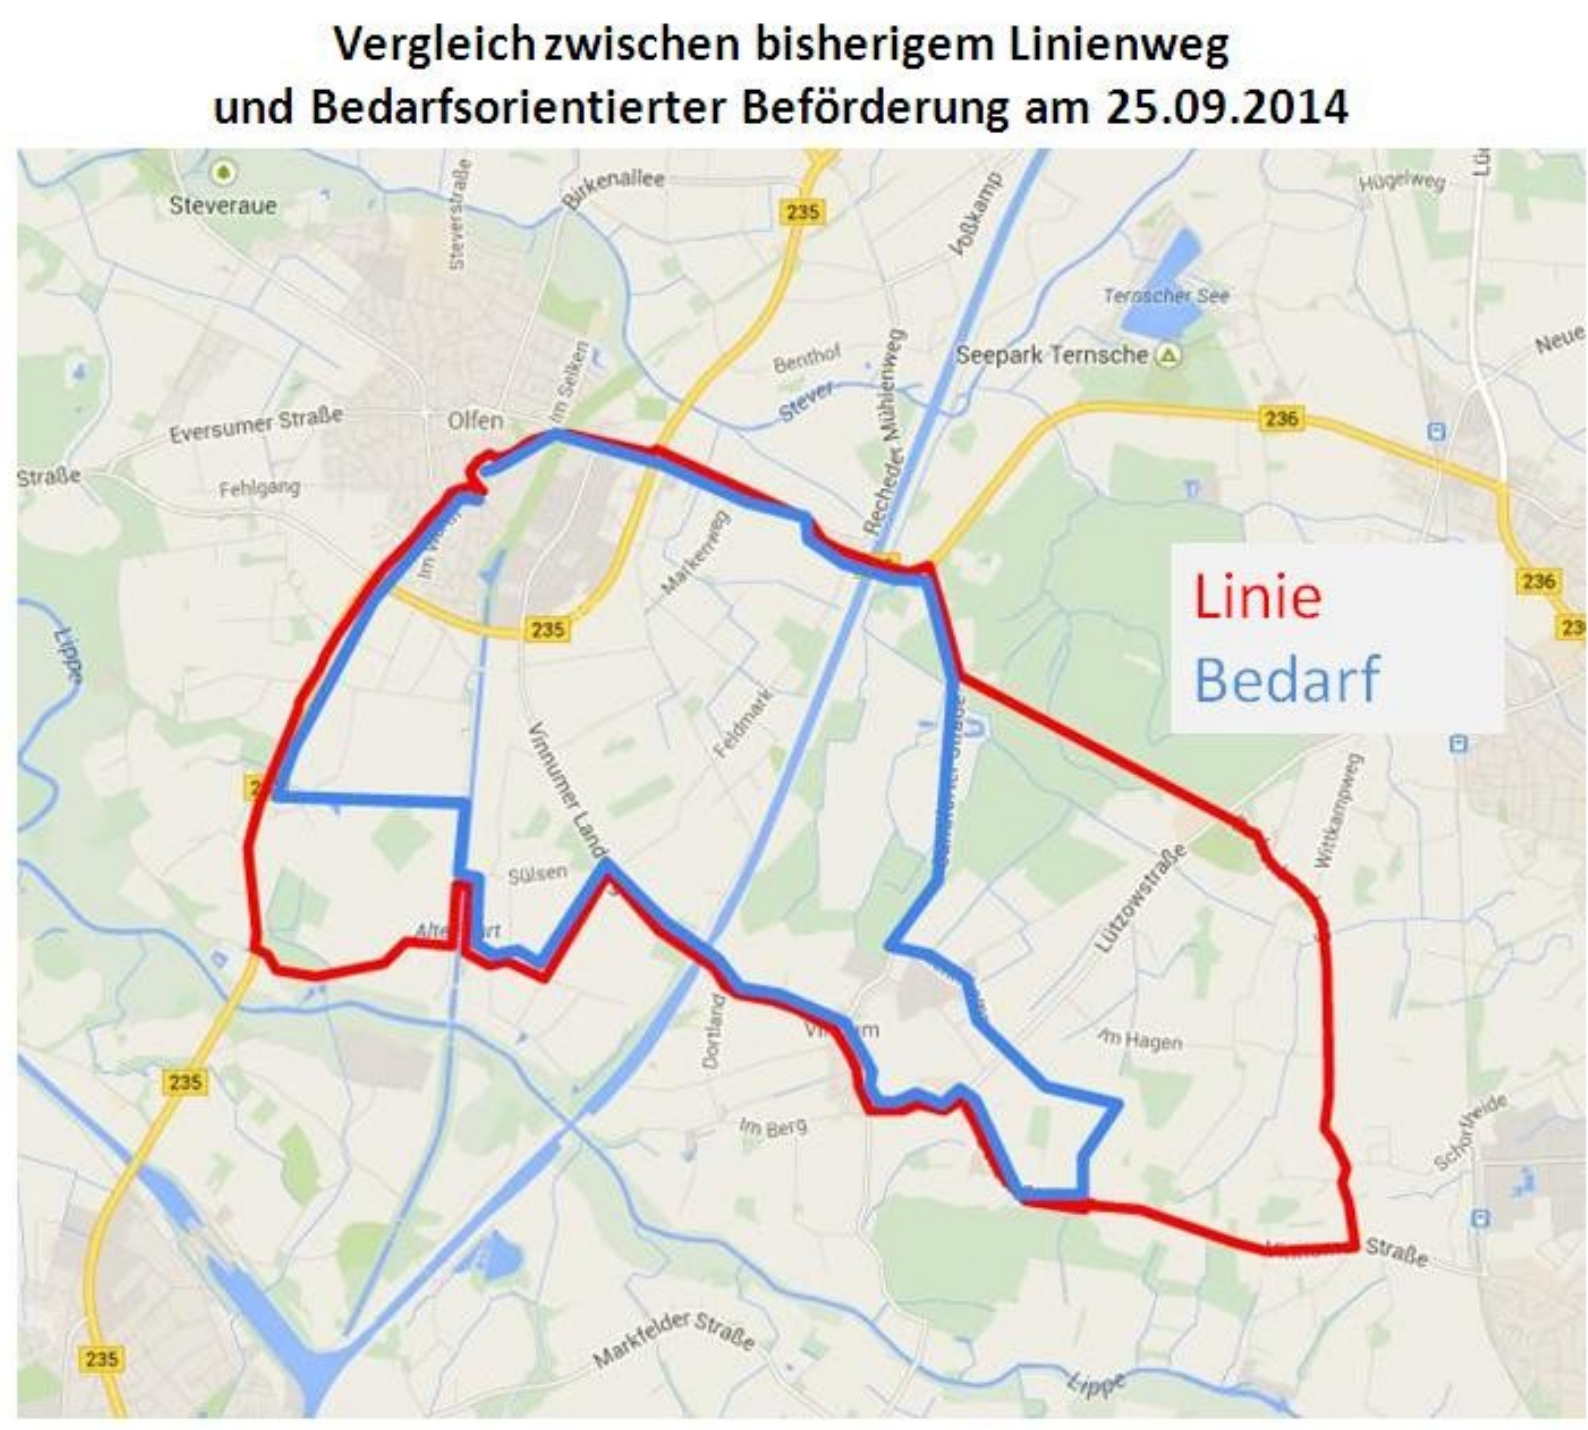 Vergleich zwischen bisherigem Linienweg
und Bedarfsorientierter Beförderung am 25.09.2014
Steveraue
Steverstraße
Birkenallee
235
Voßkamp
Hügelweg
Ternscher See
Seepark Ternsche
Neue
Benthof
Stever
Im Selken
Recheder Mühlenweg
Eversumer Straße
Olfen
236
Straße
Fehlgang
Markenweg
Linie
236
Bedarf
235
Lippe
Feldmark
Vinnumer Land
Wittkampweg
Sülsen
Lützowstraße
Dortland
Im Hagen
235
Im Berg
Schorfheide
Straße
Markfelder Straße
235
Lippe